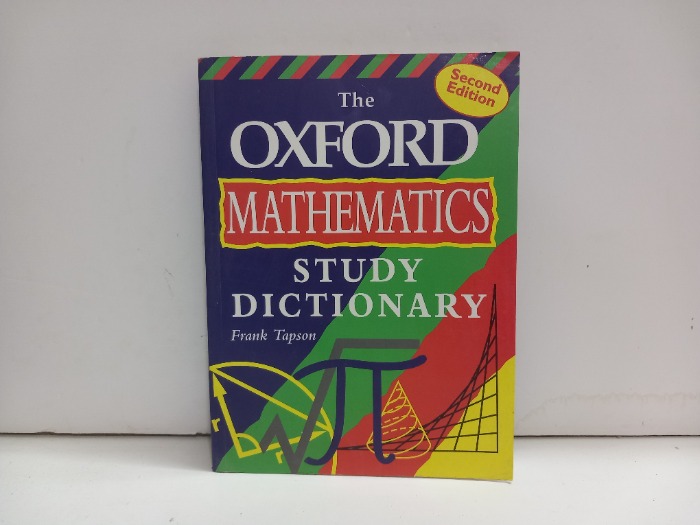 Second
Edition
The
OXFORD
MATHEMATICS
STUDY
DICTIONARY
Frank Tapson
r
r
π